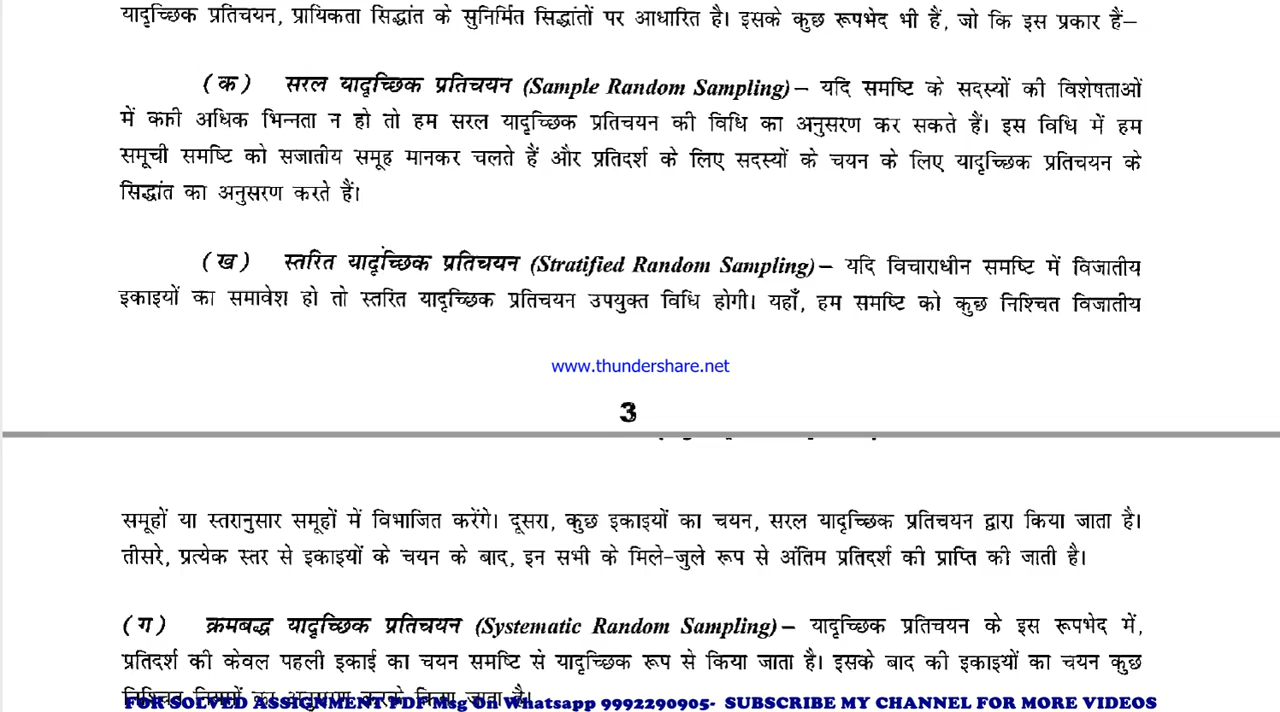 यादृच्छिक प्रतिचयन, प्रायिकता सिद्धांत के सुनिर्मित सिद्धांतों पर आधारित है। इसके कुछ रूपभेद भी हैं, जो कि इस प्रकार हैं–
(क) सरल यादृच्छिक प्रतिचयन (Sample Random Sampling)– यदि समष्टि के सदस्यों की विशेषताओं
में काफी अधिक भिन्नता न हो तो हम सरल यादृच्छिक प्रतिचयन की विधि का अनुसरण कर सकते हैं। इस विधि में हम
समूची समष्टि को सजातीय समूह मानकर चलते हैं और प्रतिदर्श के लिए सदस्यों के चयन के लिए यादृच्छिक प्रतिचयन के
सिद्धांत का अनुसरण करते हैं।
(ख) स्तरित यादृच्छिक प्रतिचयन (Stratified Random Sampling)– यदि विचाराधीन समष्टि में विजातीय
इकाइयों का समावेश हो तो स्तरित यादृच्छिक प्रतिचयन उपयुक्त विधि होगी। यहाँ, हम समष्टि को कुछ निश्चित विजातीय
www.thundershare.net
3
समूहों या स्तरानुसार समूहों में विभाजित करेंगे। दूसरा, कुछ इकाइयों का चयन, सरल यादृच्छिक प्रतिचयन द्वारा किया जाता है।
तीसरे, प्रत्येक स्तर से इकाइयों के चयन के बाद, इन सभी के मिले-जुले रूप से अंतिम प्रतिदर्श की प्राप्ति की जाती है।
(ग) क्रमबद्ध यादृच्छिक प्रतिचयन (Systematic Random Sampling)– यादृच्छिक प्रतिचयन के इस रूपभेद में,
प्रतिदर्श की केवल पहली इकाई का चयन समष्टि से यादृच्छिक रूप से किया जाता है। इसके बाद की इकाइयों का चयन कुछ
निश्चित नियमों का अनुसरण करके किया जाता है।
FOR SOLVED ASSIGNMENT PDF Msg On Whatsapp 9992290905- SUBSCRIBE MY CHANNEL FOR MORE VIDEOS